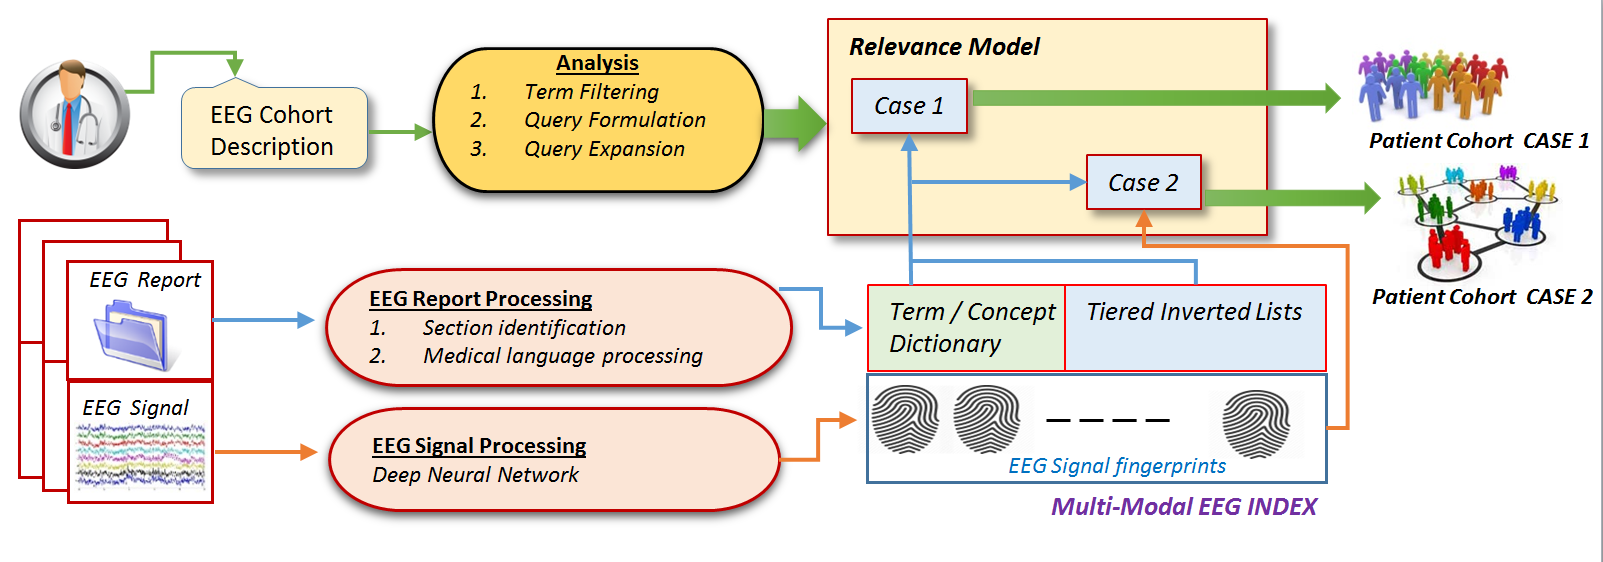 EEG Cohort
Description
Analysis
1. Term Filtering
2. Query Formulation
3. Query Expansion
Relevance Model
Case 1
Case 2
Patient Cohort CASE 1
Patient Cohort CASE 2
EEG Report
EEG Signal
EEG Report Processing
1. Section identification
2. Medical language processing
EEG Signal Processing
Deep Neural Network
Term / Concept
Dictionary
Tiered Inverted Lists
EEG Signal fingerprints
Multi-Modal EEG INDEX